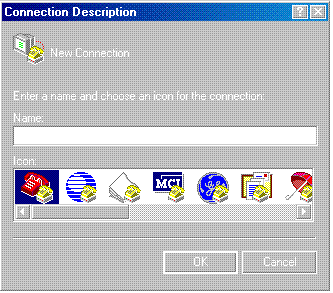 Connection Description
New Connection
Enter a name and choose an icon for the connection:
Name:
Icon:
MCI
OK
Cancel